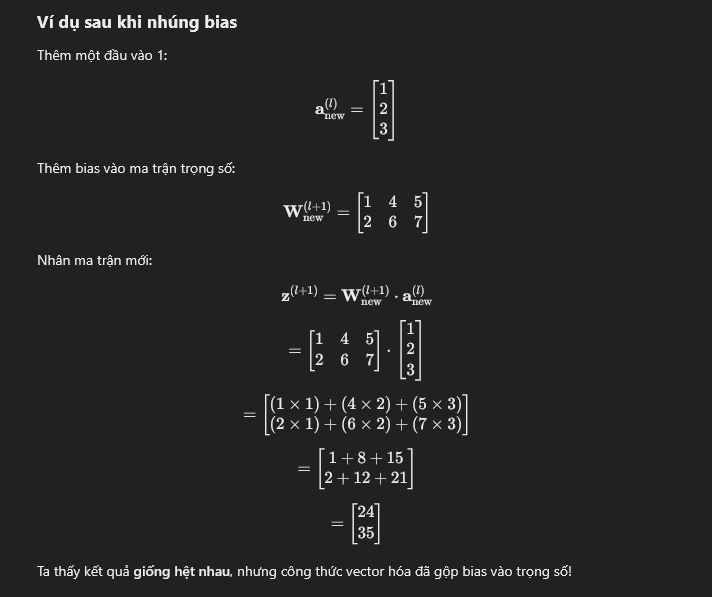 Ví dụ sau khi nhúng bias
Thêm một đầu vào 1:
$\mathbf{a}^{(l)}_{\text{new}} = \begin{bmatrix} 1 \\ 2 \\ 3 \end{bmatrix}$
Thêm bias vào ma trận trọng số:
$\mathbf{W}^{(l+1)}_{\text{new}} = \begin{bmatrix} 1 & 4 & 5 \\ 2 & 6 & 7 \end{bmatrix}$
Nhân ma trận mới:
$\mathbf{z}^{(l+1)} = \mathbf{W}^{(l+1)}_{\text{new}} \cdot \mathbf{a}^{(l)}_{\text{new}}$
$= \begin{bmatrix} 1 & 4 & 5 \\ 2 & 6 & 7 \end{bmatrix} \cdot \begin{bmatrix} 1 \\ 2 \\ 3 \end{bmatrix}$
$= \begin{bmatrix} (1 \times 1) + (4 \times 2) + (5 \times 3) \\ (2 \times 1) + (6 \times 2) + (7 \times 3) \end{bmatrix}$
$= \begin{bmatrix} 1 + 8 + 15 \\ 2 + 12 + 21 \end{bmatrix}$
$= \begin{bmatrix} 24 \\ 35 \end{bmatrix}$
Ta thấy kết quả giống hệt nhau, nhưng công thức vector hóa đã gộp bias vào trọng số!